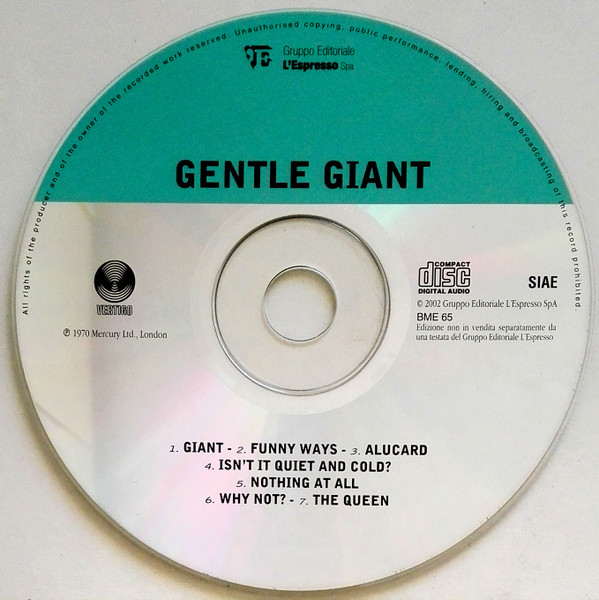 All rights of the producer and of the owner of the recorded work reserved. Unauthorised copying, public performance, lending, hiring and broadcasting of this record prohibited.
Gruppo Editoriale
L'Espresso Spa
GENTLE GIANT
VERTIGO
℗ 1970 Mercury Ltd., London
COMPACT
disc
DIGITAL AUDIO
SIAE
© 2002 Gruppo Editoriale L'Espresso SpA
BME 65
Edizione non in vendita separatamente da
una testata del Gruppo Editoriale L'Espresso
1. GIANT - 2. FUNNY WAYS - 3. ALUCARD
4. ISN'T IT QUIET AND COLD?
5. NOTHING AT ALL
6. WHY NOT? - 7. THE QUEEN